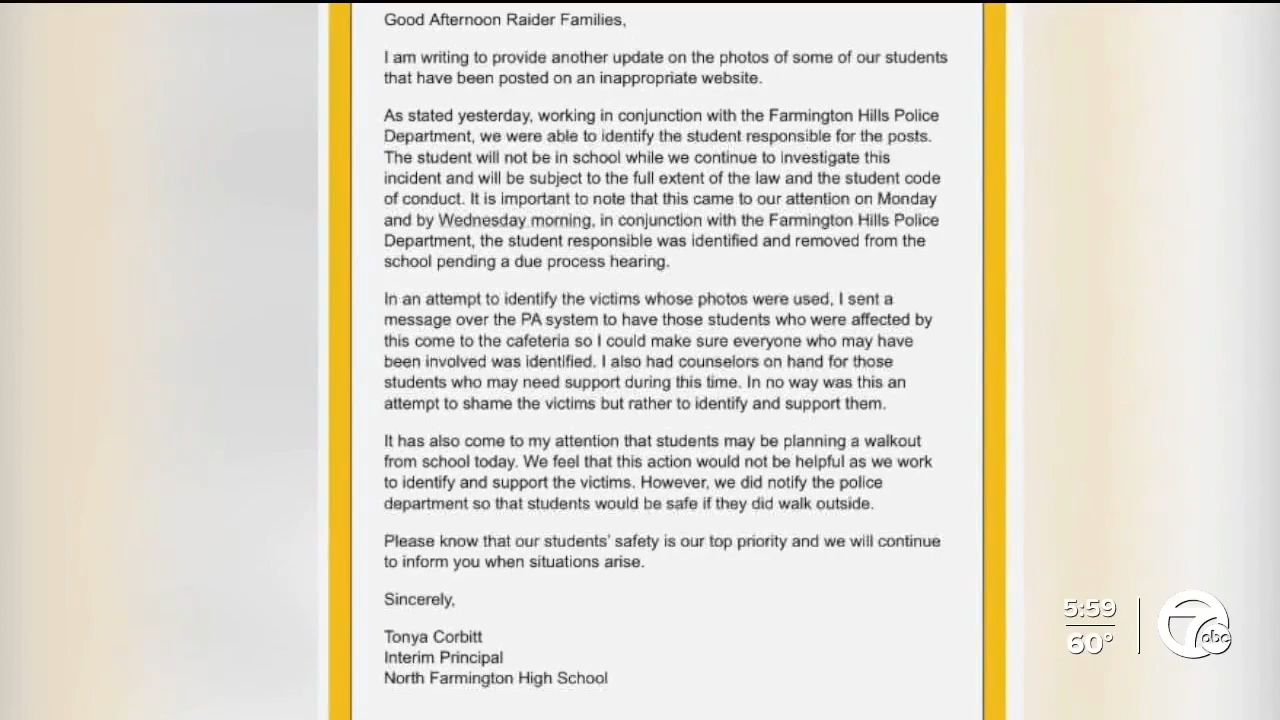 Good Afternoon Raider Families,
I am writing to provide another update on the photos of some of our students
that have been posted on an inappropriate website.
As stated yesterday, working in conjunction with the Farmington Hills Police
Department, we were able to identify the student responsible for the posts.
The student will not be in school while we continue to investigate this
incident and will be subject to the full extent of the law and the student code
of conduct. It is important to note that this came to our attention on Monday
and by Wednesday morning, in conjunction with the Farmington Hills Police
Department, the student responsible was identified and removed from the
school pending a due process hearing.
In an attempt to identify the victims whose photos were used, I sent a
message over the PA system to have those students who were affected by
this come to the cafeteria so I could make sure everyone who may have
been involved was identified. I also had counselors on hand for those
students who may need support during this time. In no way was this an
attempt to shame the victims but rather to identify and support them.
It has also come to my attention that students may be planning a walkout
from school today. We feel that this action would not be helpful as we work
to identify and support the victims. However, we did notify the police
department so that students would be safe if they did walk outside.
Please know that our students' safety is our top priority and we will continue
to inform you when situations arise.
Sincerely,
Tonya Corbitt
Interim Principal
North Farmington High School
5:59
60°
7
abc